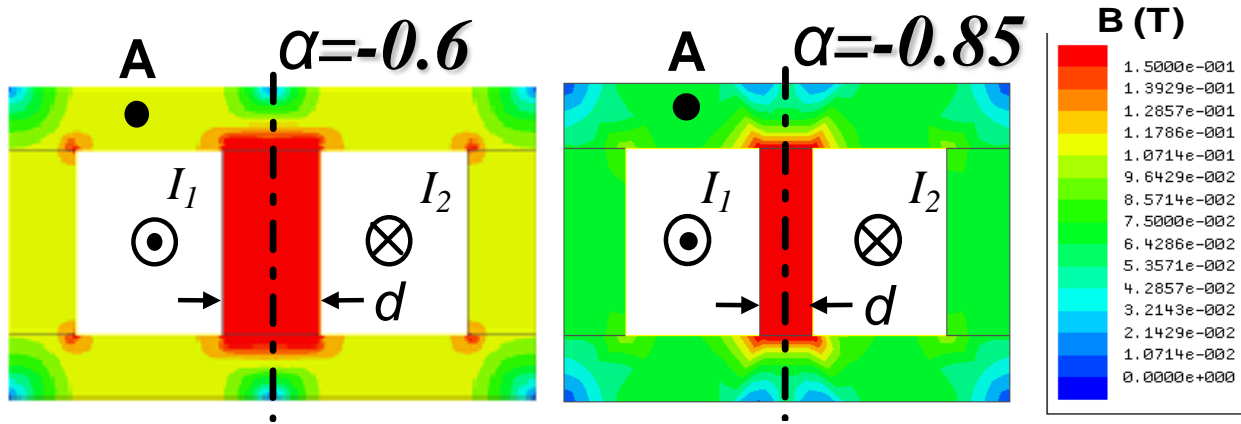 α=-0.6
A
I1
I2
d
α=-0.85
A
I1
I2
d
B (T)
1.5000e-001
1.3929e-001
1.2857e-001
1.1786e-001
1.0714e-001
9.6429e-002
8.5714e-002
7.5000e-002
6.4286e-002
5.3571e-002
4.2857e-002
3.2143e-002
2.1429e-002
1.0714e-002
0.0000e+000